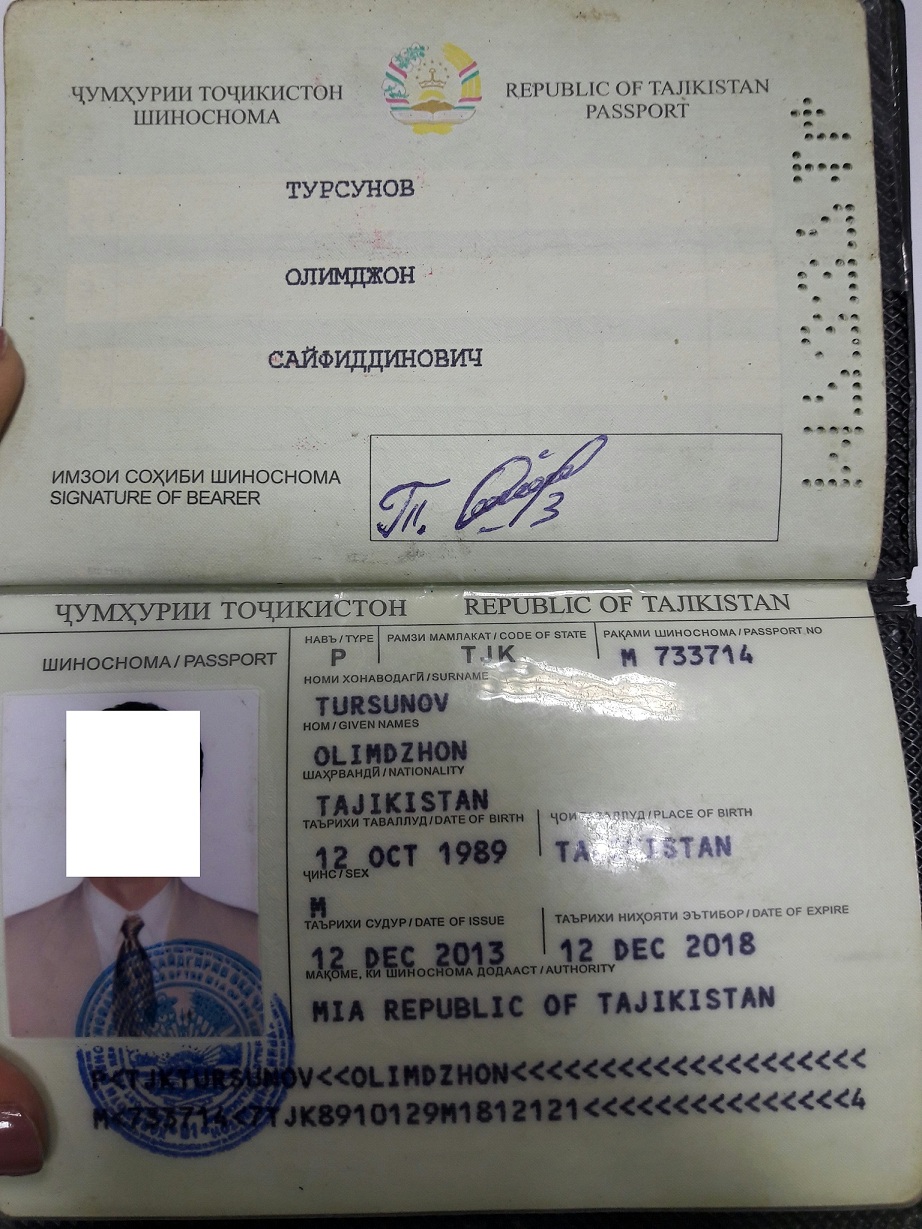 ҶУМҲУРИИ ТОҶИКИСТОН
ШИНОСНОМА
REPUBLIC OF TAJIKISTAN
PASSPORT
ТУРСУНОВ
ОЛИМДЖОН
САЙФИДДИНОВИЧ
ИМЗОИ СОҲИБИ ШИНОСНОМА
SIGNATURE OF BEARER
ҶУМҲУРИИ ТОҶИКИСТОН REPUBLIC OF TAJIKISTAN
ШИНОСНОМА / PASSPORT
НАВЪ / TYPE РАМЗИ МАМЛАКАТ / CODE OF STATE РАҚАМИ ШИНОСНОМА / PASSPORT NO
P TJK M 733714
НОМИ ХОНАВОДАГӢ / SURNAME
TURSUNOV
НОМ / GIVEN NAMES
OLIMDZHON
ШАҲРВАНДӢ / NATIONALITY
TAJIKISTAN
ТАЪРИХИ ТАВАЛЛУД / DATE OF BIRTH / PLACE OF BIRTH
12 OCT 1989
ҶИНС / SEX
M
ТАЪРИХИ СУДУР / DATE OF ISSUE ТАЪРИХИ НИҲОЯТИ ЭЪТИБОР / DATE OF EXPIRE
12 DEC 2013 12 DEC 2018
МАҚОМЕ, КИ ШИНОСНОМА ДОДААСТ / AUTHORITY
MIA REPUBLIC OF TAJIKISTAN
P<TJKTURSUNOV<<OLIMDZHON<<<<<<<<<<<<<<<<<<<<
M<733714<7TJK8910129M1812121<<<<<<<<<<<<<<<4